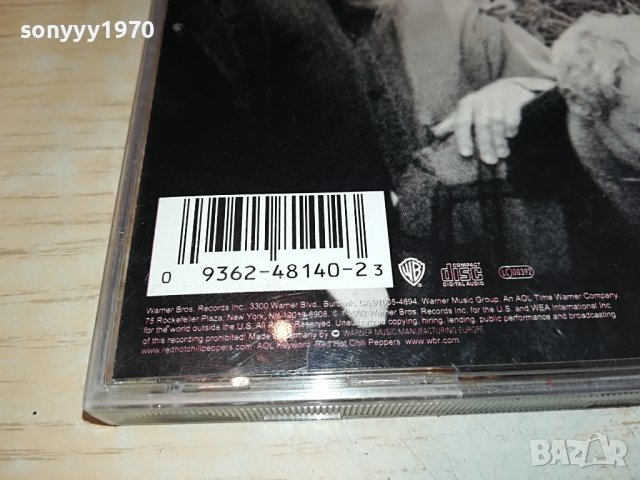 sonyyy1970
0 9362-48140-2 3
WB
COMPACT
disc
DIGITAL AUDIO
LC 00392
Warner Bros. Records Inc., 3300 Warner Blvd., Burbank, CA 91505-4694. Warner Music Group. An AOL Time Warner Company.
75 Rockefeller Plaza, New York, NY 10019-6908. © ℗ 2002 Warner Bros. Records Inc. for the U.S. and WEA International Inc.
for the world outside the U.S. All Rights Reserved. Unauthorized copying, hiring, lending, public performance and broadcasting
of this recording prohibited. Made in Germany by WARNER MUSIC MANUFACTURING EUROPE.
www.redhotchilipeppers.com AOL Keyword: Red Hot Chili Peppers www.wbr.com
BAZAR